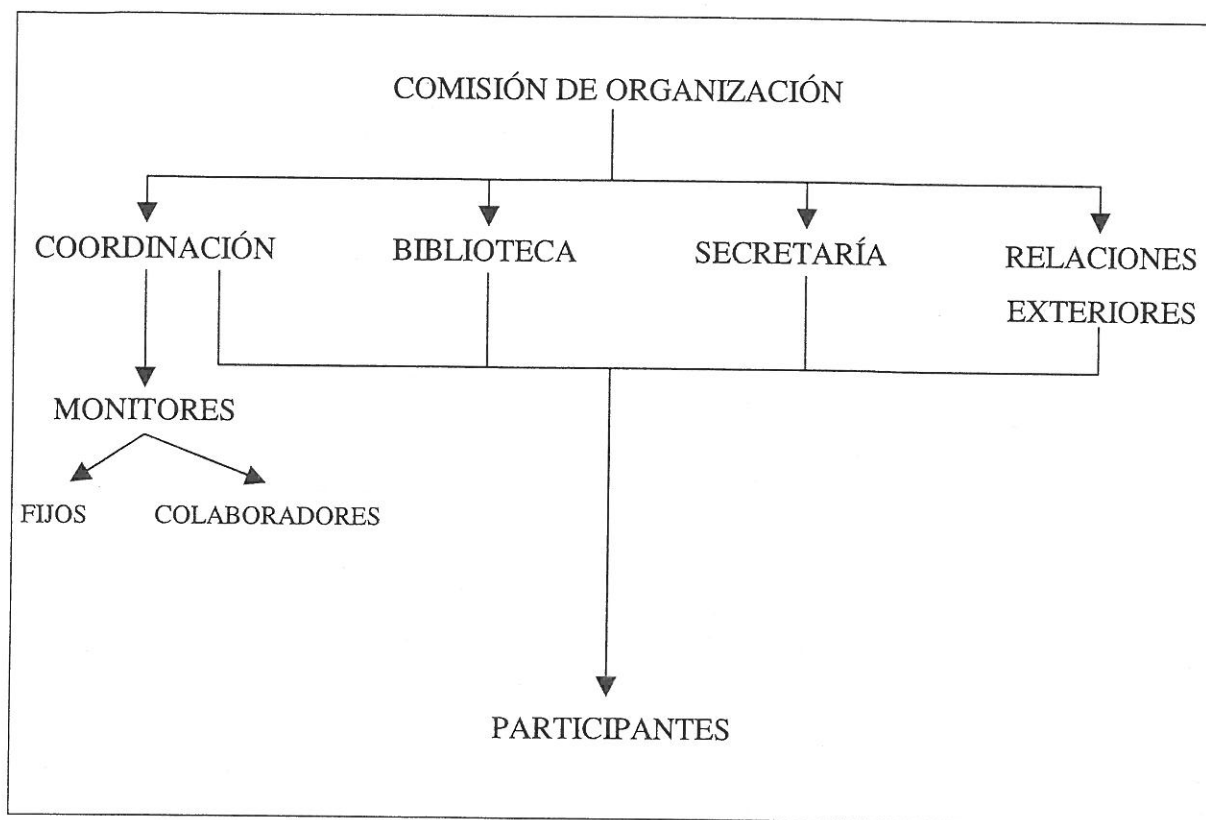 COMISIÓN DE ORGANIZACIÓN
COORDINACIÓN
BIBLIOTECA
SECRETARÍA
RELACIONES
EXTERIORES
MONITORES
FIJOS
COLABORADORES
PARTICIPANTES